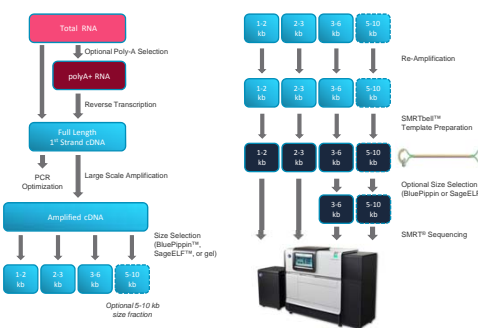 Total RNA
Optional Poly-A Selection
polyA+ RNA
Reverse Transcription
Full Length
1st Strand cDNA
PCR
Optimization
Large Scale Amplification
Amplified cDNA
Size Selection
(BluePippin™,
SageELF™, or gel)
1-2
kb
2-3
kb
3-6
kb
5-10
kb
Optional 5-10 kb
size fraction
1-2
kb
2-3
kb
3-6
kb
5-10
kb
Re-Amplification
1-2
kb
2-3
kb
3-6
kb
5-10
kb
SMRTbell™
Template Preparation
1-2
kb
2-3
kb
3-6
kb
5-10
kb
Optional Size Selection
(BluePippin or SageELF
3-6
kb
5-10
kb
SMRT® Sequencing